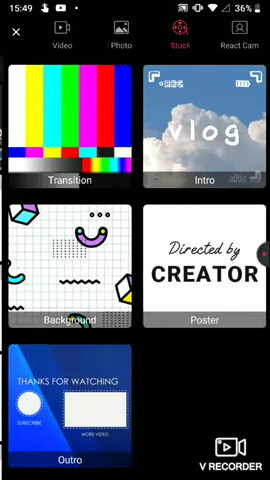 15:49
36%
Video
Photo
Stock
React Cam
REC
vlog
Transition
Intro
Directed by
CREATOR
Background
Poster
THANKS FOR WATCHING
SUBSCRIBE
MORE VIDEO
Outro
V RECORDER